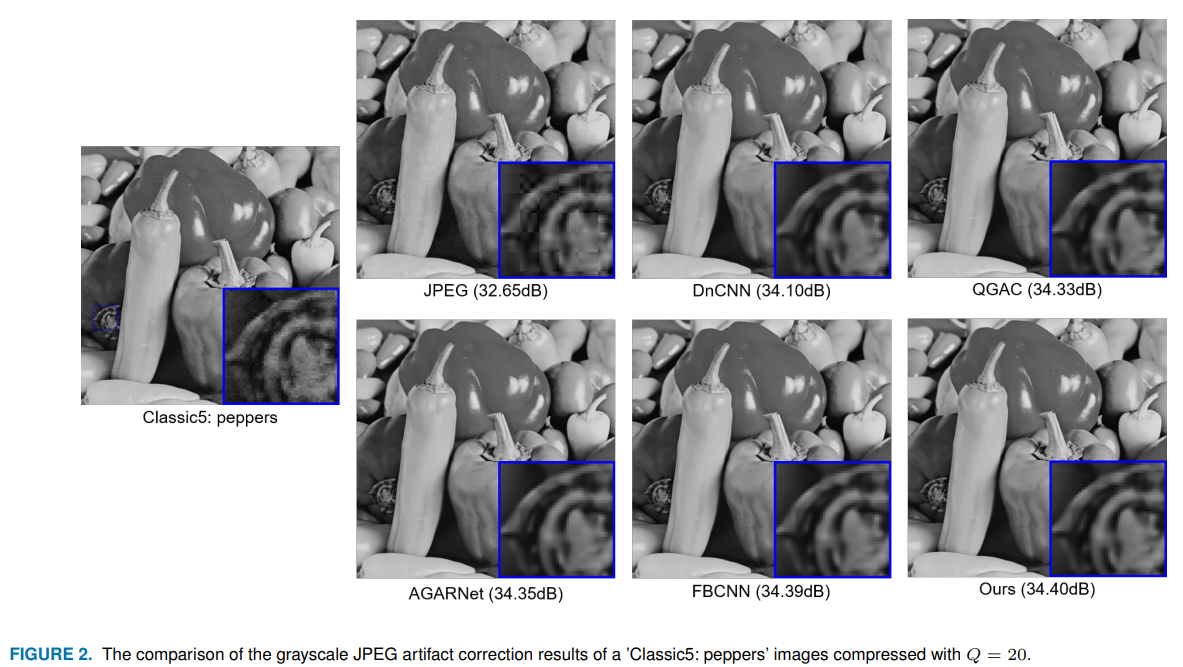 JPEG (32.65dB)
DnCNN (34.10dB)
QGAC (34.33dB)
Classic5: peppers
AGARNet (34.35dB)
FBCNN (34.39dB)
Ours (34.40dB)
FIGURE 2. The comparison of the grayscale JPEG artifact correction results of a 'Classic5: peppers' images compressed with Q = 20.